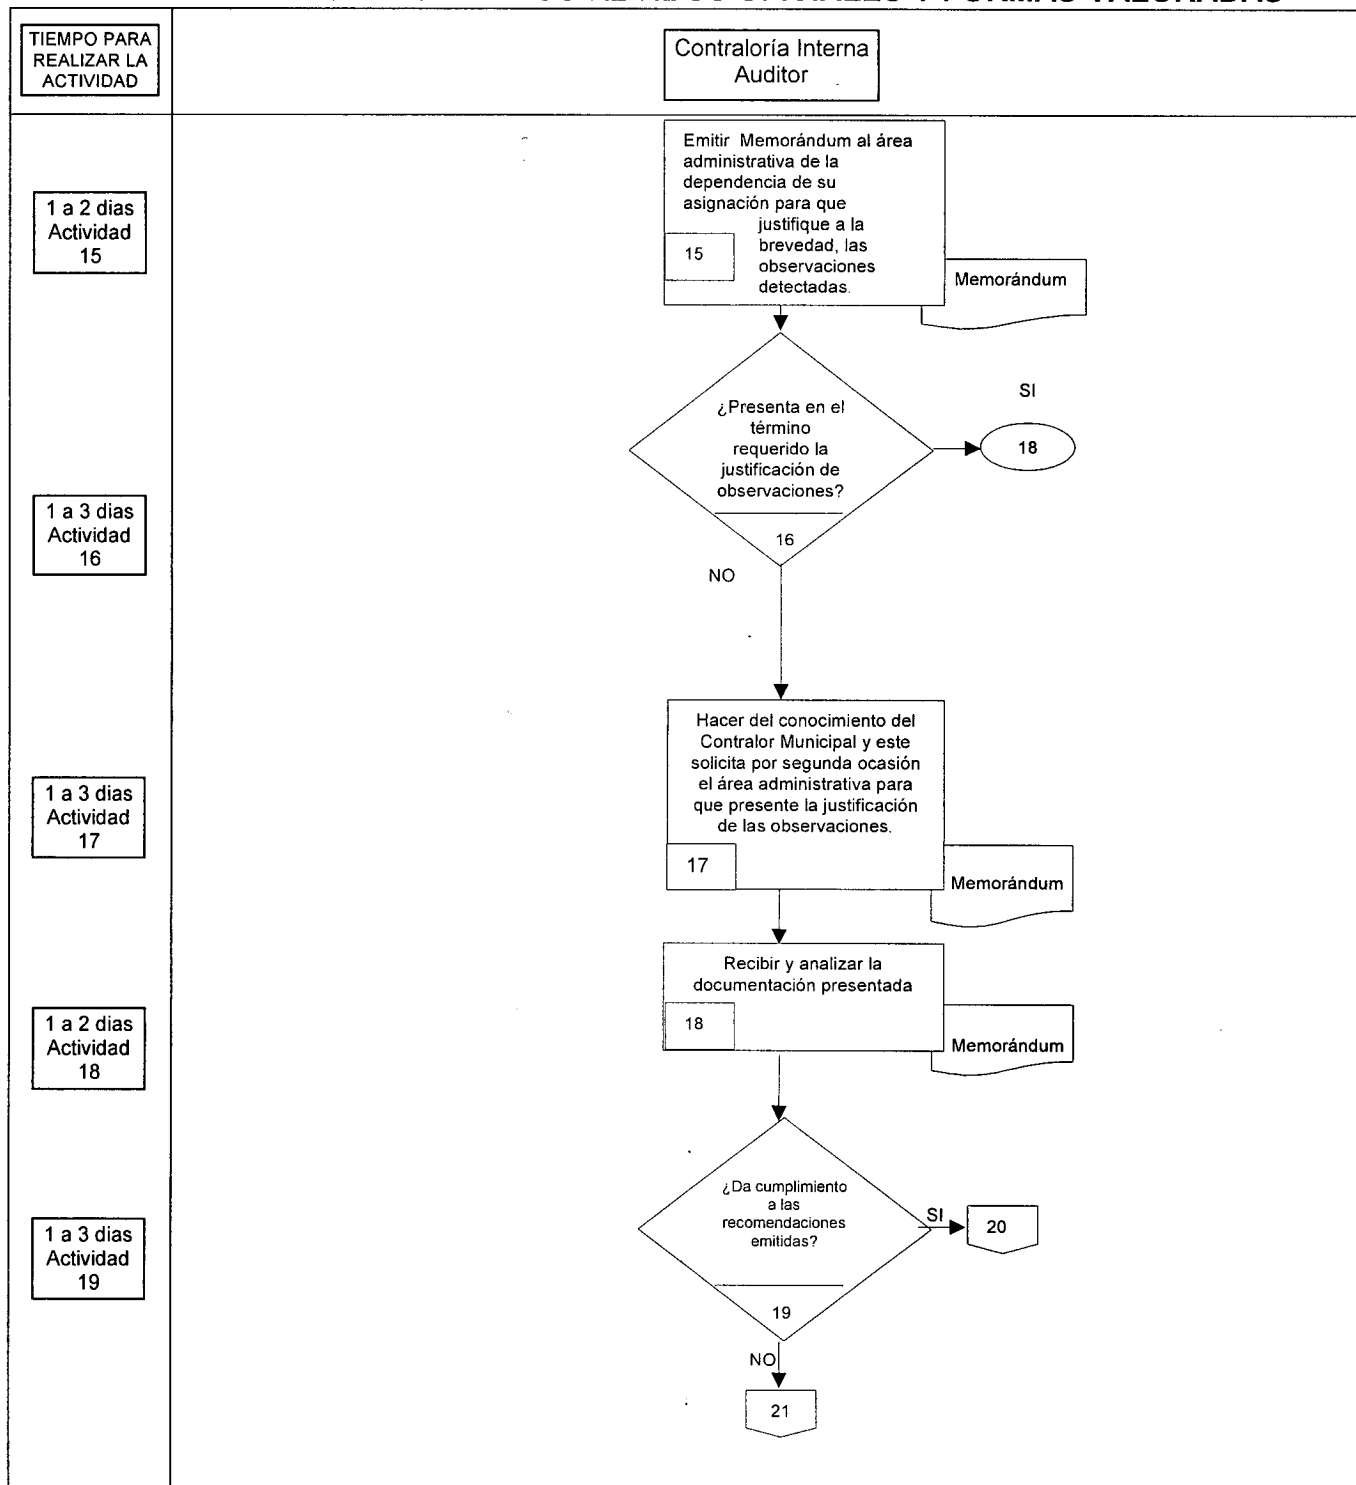 FORMAS VALORADAS
TIEMPO PARA
REALIZAR LA
ACTIVIDAD
Contraloría Interna
Auditor
1 a 2 dias
Actividad
15
Emitir Memorándum al área
administrativa de la
dependencia de su
asignación para que
justifique a la
brevedad, las
observaciones
detectadas.
15
Memorándum
¿Presenta en el
término
requerido la
justificación de
observaciones?
16
SI
18
NO
1 a 3 dias
Actividad
16
Hacer del conocimiento del
Contralor Municipal y este
solicita por segunda ocasión
el área administrativa para
que presente la justificación
de las observaciones.
17
Memorándum
1 a 3 dias
Actividad
17
Recibir y analizar la
documentación presentada
18
Memorándum
1 a 2 dias
Actividad
18
¿Da cumplimiento
a las
recomendaciones
emitidas?
19
SI
20
NO
21
1 a 3 dias
Actividad
19